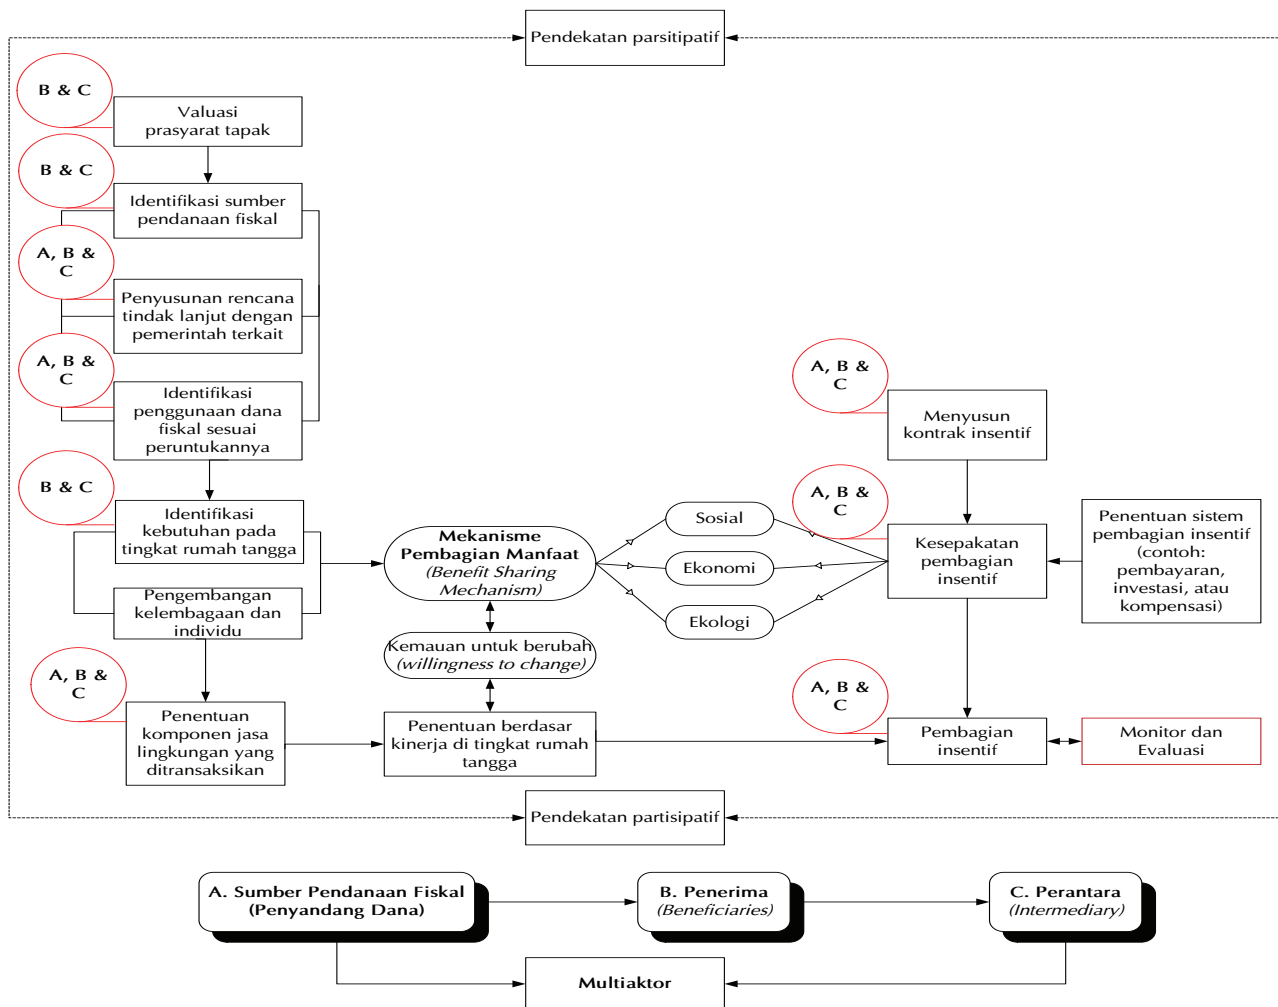 Pendekatan parsitipatif
B & C
Valuasi
prasyarat tapak
B & C
Identifikasi sumber
pendanaan fiskal
A, B &
C
Penyusunan rencana
tindak lanjut dengan
pemerintah terkait
A, B &
C
Identifikasi
penggunaan dana
fiskal sesuai
peruntukannya
B & C
Identifikasi
kebutuhan pada
tingkat rumah tangga
Pengembangan
kelembagaan dan
individu
A, B &
C
Penentuan
komponen jasa
lingkungan yang
ditransaksikan
Mekanisme
Pembagian Manfaat
(Benefit Sharing
Mechanism)
Kemauan untuk berubah
(willingness to change)
Penentuan berdasar
kinerja di tingkat rumah
tangga
Sosial
Ekonomi
Ekologi
A, B &
C
Menyusun
kontrak insentif
A, B &
C
Kesepakatan
pembagian
insentif
Penentuan sistem
pembagian insentif
(contoh:
pembayaran,
investasi, atau
kompensasi)
A, B &
C
Pembagian
insentif
Monitor dan
Evaluasi
Pendekatan partisipatif
A. Sumber Pendanaan Fiskal
(Penyandang Dana)
B. Penerima
(Beneficiaries)
C. Perantara
(Intermediary)
Multiaktor